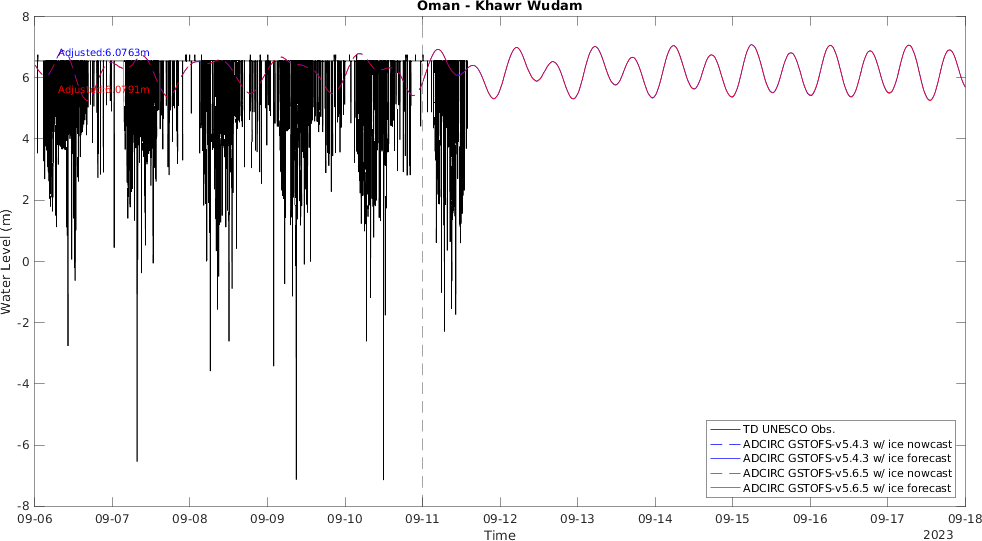 Oman - Khawr Wudam
8
6
4
2
0
-2
-4
-6
-8
Water Level (m)
Adjusted:6.0763m
Adjusted:6.0791m
TD UNESCO Obs.
ADCIRC GSTOFS-v5.4.3 w/ ice nowcast
ADCIRC GSTOFS-v5.4.3 w/ ice forecast
ADCIRC GSTOFS-v5.6.5 w/ ice nowcast
ADCIRC GSTOFS-v5.6.5 w/ ice forecast
09-06 09-07 09-08 09-09 09-10 09-11 09-12 09-13 09-14 09-15 09-16 09-17 09-18
Time
2023